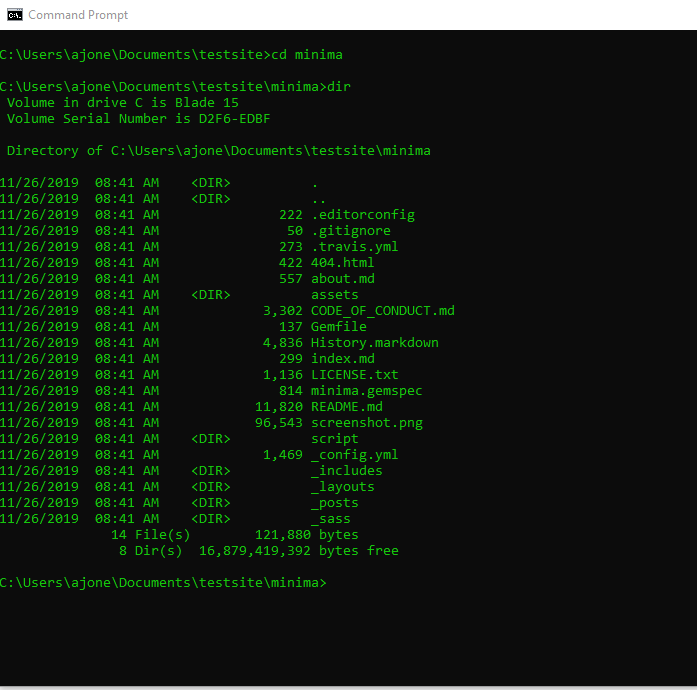 Command Prompt
C:\Users\ajone\Documents\testsite>cd minima
C:\Users\ajone\Documents\testsite\minima>dir
 Volume in drive C is Blade 15
 Volume Serial Number is D2F6-EDBF
 Directory of C:\Users\ajone\Documents\testsite\minima
11/26/2019  08:41 AM    <DIR>          .
11/26/2019  08:41 AM    <DIR>          ..
11/26/2019  08:41 AM               222 .editorconfig
11/26/2019  08:41 AM                50 .gitignore
11/26/2019  08:41 AM               273 .travis.yml
11/26/2019  08:41 AM               422 404.html
11/26/2019  08:41 AM               557 about.md
11/26/2019  08:41 AM    <DIR>          assets
11/26/2019  08:41 AM             3,302 CODE_OF_CONDUCT.md
11/26/2019  08:41 AM               137 Gemfile
11/26/2019  08:41 AM             4,836 History.markdown
11/26/2019  08:41 AM               299 index.md
11/26/2019  08:41 AM             1,136 LICENSE.txt
11/26/2019  08:41 AM               814 minima.gemspec
11/26/2019  08:41 AM            11,820 README.md
11/26/2019  08:41 AM            96,543 screenshot.png
11/26/2019  08:41 AM    <DIR>          script
11/26/2019  08:41 AM             1,469 _config.yml
11/26/2019  08:41 AM    <DIR>          _includes
11/26/2019  08:41 AM    <DIR>          _layouts
11/26/2019  08:41 AM    <DIR>          _posts
11/26/2019  08:41 AM    <DIR>          _sass
              14 File(s)        121,880 bytes
               8 Dir(s)  16,879,419,392 bytes free
C:\Users\ajone\Documents\testsite\minima>